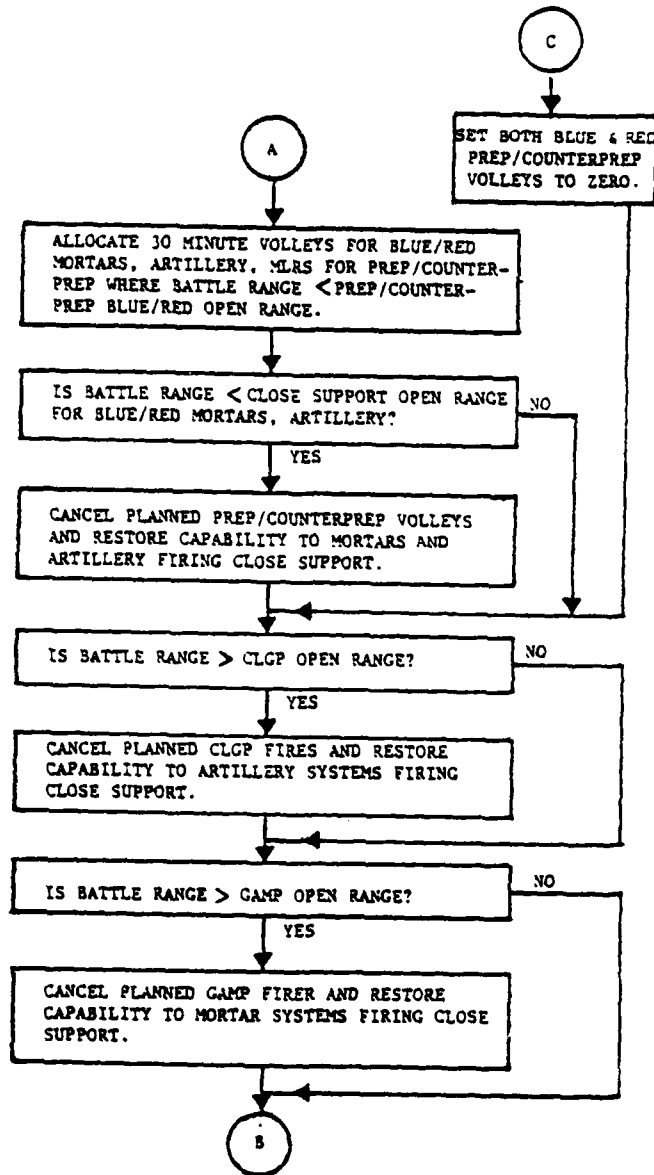 C
SET BOTH BLUE & RED
PREP/COUNTERPREP
VOLLEYS TO ZERO.
A
ALLOCATE 30 MINUTE VOLLEYS FOR BLUE/RED
MORTARS, ARTILLERY, MLRS FOR PREP/COUNTER-
PREP WHERE BATTLE RANGE < PREP/COUNTER-
PREP BLUE/RED OPEN RANGE.
IS BATTLE RANGE < CLOSE SUPPORT OPEN RANGE
FOR BLUE/RED MORTARS, ARTILLERY?
NO
YES
CANCEL PLANNED PREP/COUNTERPREP VOLLEYS
AND RESTORE CAPABILITY TO MORTARS AND
ARTILLERY FIRING CLOSE SUPPORT.
IS BATTLE RANGE > CLGP OPEN RANGE?
NO
YES
CANCEL PLANNED CLGP FIRES AND RESTORE
CAPABILITY TO ARTILLERY SYSTEMS FIRING
CLOSE SUPPORT.
IS BATTLE RANGE > GAMP OPEN RANGE?
NO
YES
CANCEL PLANNED GAMP FIRER AND RESTORE
CAPABILITY TO MORTAR SYSTEMS FIRING CLOSE
SUPPORT.
B